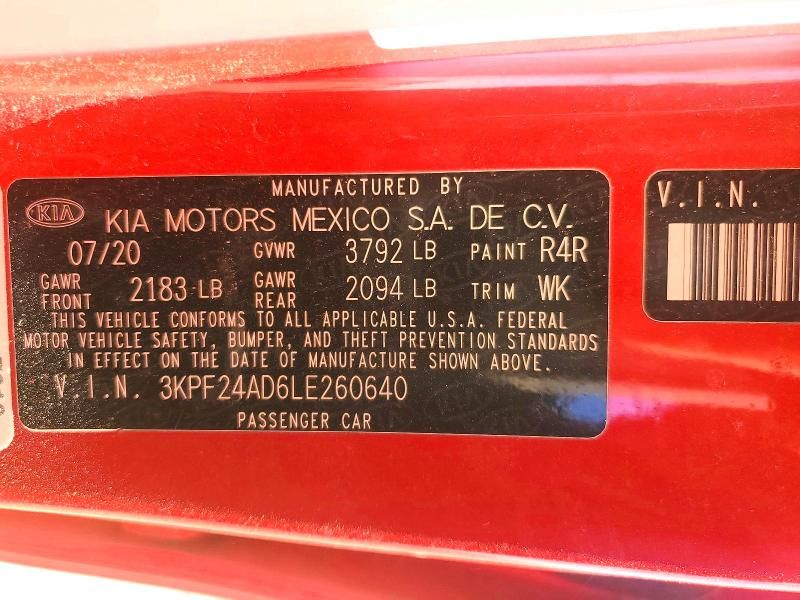 MANUFACTURED BY
KIA KIA MOTORS MEXICO S.A. DE C.V.
07/20 GVWR 3792 LB PAINT R4R
GAWR FRONT 2183 LB GAWR REAR 2094 LB TRIM WK
THIS VEHICLE CONFORMS TO ALL APPLICABLE U.S.A. FEDERAL
MOTOR VEHICLE SAFETY, BUMPER, AND THEFT PREVENTION STANDARDS
IN EFFECT ON THE DATE OF MANUFACTURE SHOWN ABOVE.
V.I.N. 3KPF24AD6LE260640
PASSENGER CAR
V.I.N.